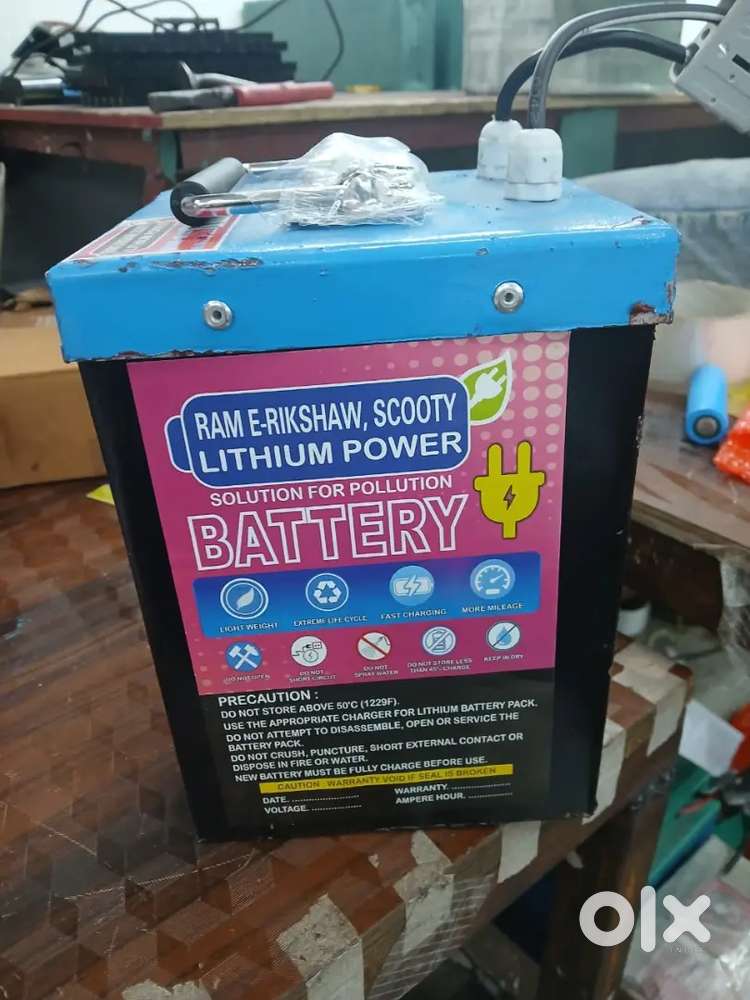 RAM E-RIKSHAW, SCOOTY
LITHIUM POWER
SOLUTION FOR POLLUTION
BATTERY
LIGHT WEIGHT
EXTREME LIFE CYCLE
FAST CHARGING
MORE MILEAGE
DO NOT OPEN
DO NOT
SHORT CIRCUIT
DO NOT
SPRAY WATER
DO NOT STORE LESS
THAN 45% CHARGE
KEEP IN DRY
PRECAUTION :
DO NOT STORE ABOVE 50°C (1229F).
USE THE APPROPRIATE CHARGER FOR LITHIUM BATTERY PACK.
DO NOT ATTEMPT TO DISASSEMBLE, OPEN OR SERVICE THE
BATTERY PACK.
DO NOT CRUSH, PUNCTURE, SHORT EXTERNAL CONTACT OR
DISPOSE IN FIRE OR WATER.
NEW BATTERY MUST BE FULLY CHARGE BEFORE USE.
CAUTION : WARRANTY VOID IF SEAL IS BROKEN
DATE........................ WARRANTY.................
VOLTAGE.................. AMPERE HOUR...............
olx
INDIA